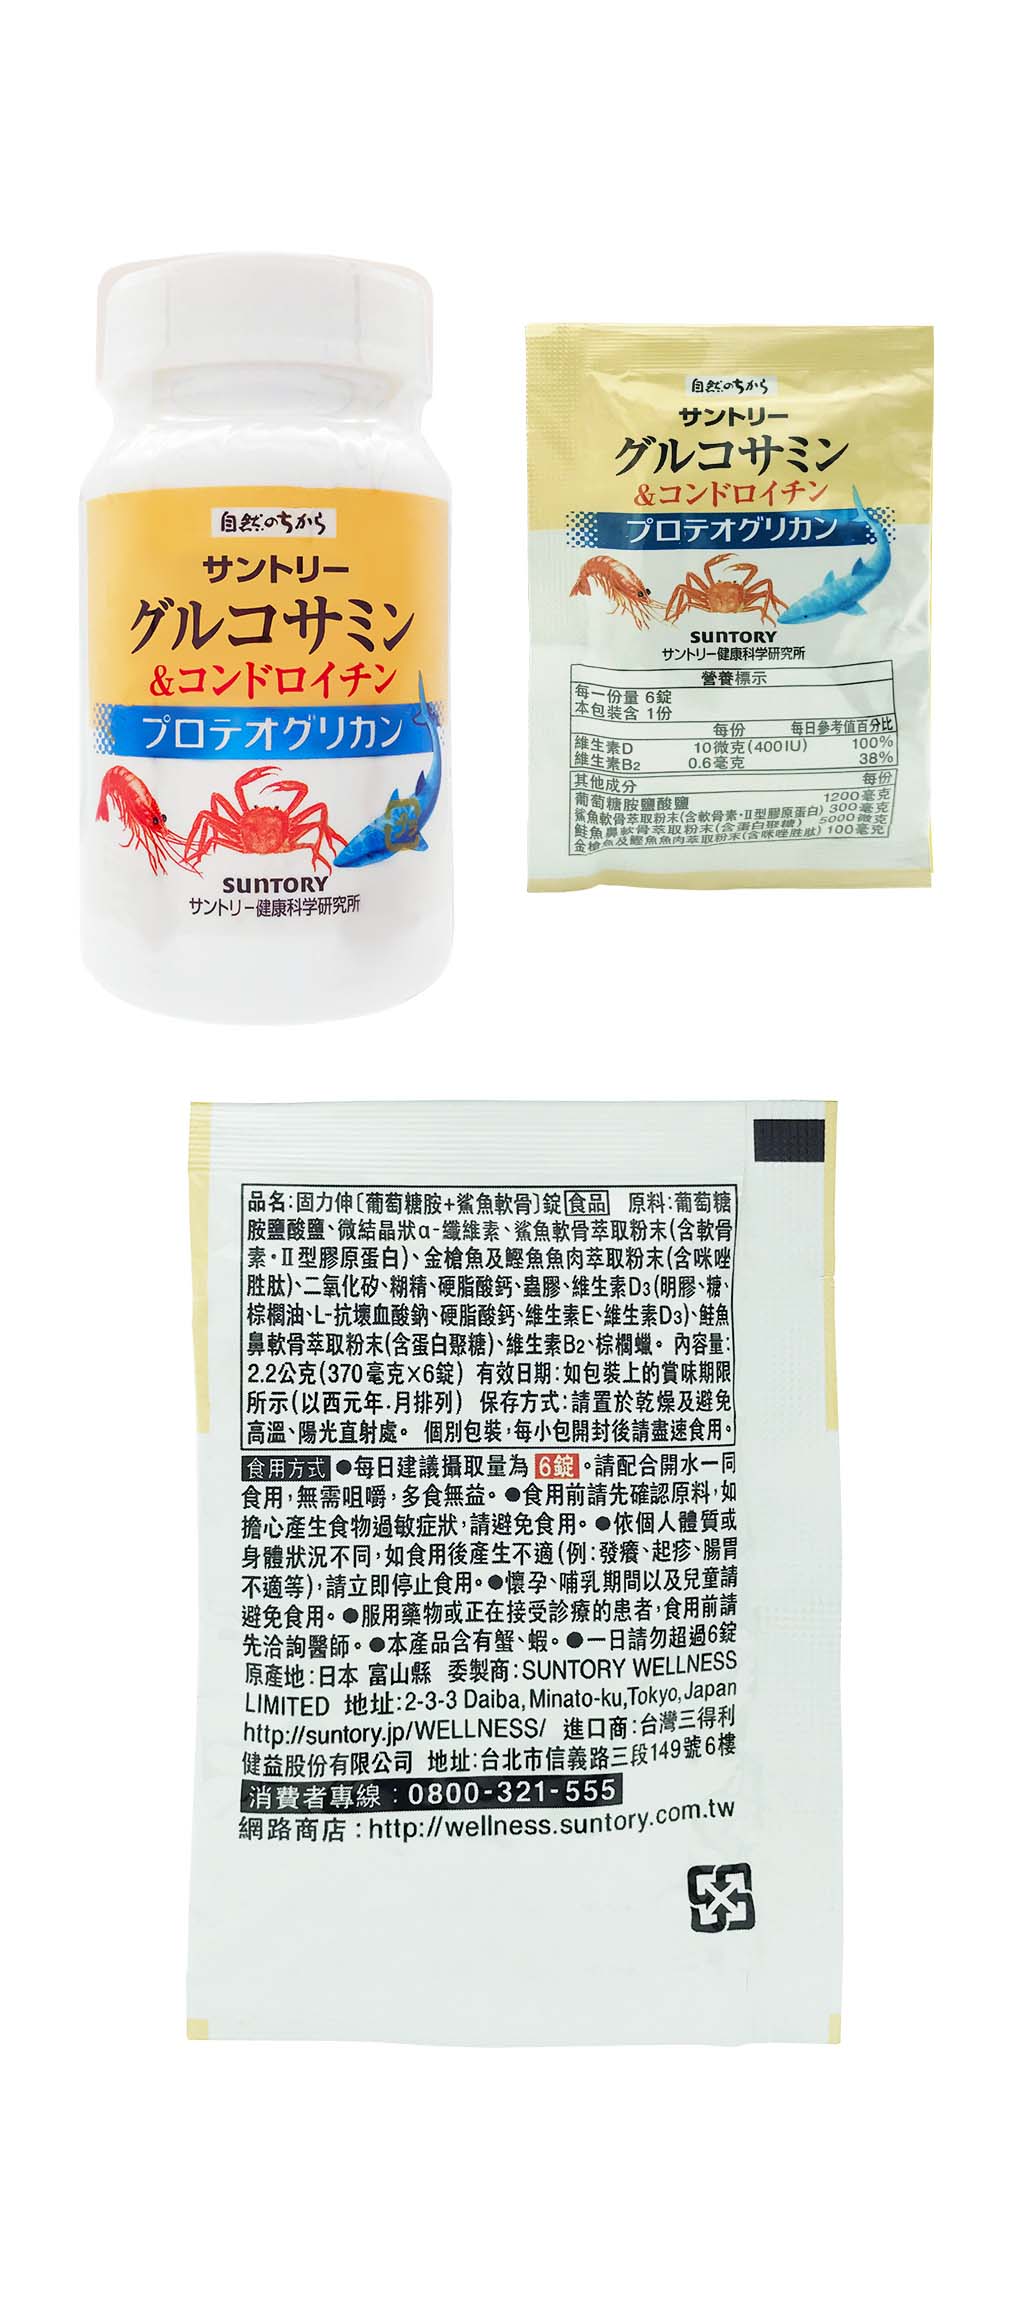 自然のちから
サントリー
グルコサミン
&コンドロイチン
プロテオグリカン
SUNTORY
サントリー健康科学研究所
自然のちから
サントリー
グルコサミン
&コンドロイチン
プロテオグリカン
SUNTORY
サントリー健康科学研究所
營養標示
每一份量 6錠
本包裝含 1份
每份 每日參考值百分比
維生素D 10微克(400IU) 100%
維生素B2 0.6毫克 38%
其他成分 每份
葡萄糖胺鹽酸鹽 1200毫克
鯊魚軟骨萃取粉末(含軟骨素・II型膠原蛋白) 300毫克
鮭魚鼻軟骨萃取粉末(含蛋白聚糖) 5000微克
金槍魚及鰹魚魚肉萃取粉末(含咪唑胜肽) 100毫克
品名:固力伸〔葡萄糖胺+鯊魚軟骨〕錠 食品 原料:葡萄糖
胺鹽酸鹽、微結晶狀α-纖維素、鯊魚軟骨萃取粉末(含軟骨
素・II型膠原蛋白)、金槍魚及鰹魚魚肉萃取粉末(含咪唑
胜肽)、二氧化矽、糊精、硬脂酸鈣、蟲膠、維生素D3(明膠、糖、
棕櫚油、L-抗壞血酸鈉、硬脂酸鈣、維生素E、維生素D3)、鮭魚
鼻軟骨萃取粉末(含蛋白聚糖)、維生素B2、棕櫚蠟。 內容量:
2.2公克(370毫克×6錠) 有效日期:如包裝上的賞味期限
所示(以西元年.月排列) 保存方式:請置於乾燥及避免
高溫、陽光直射處。 個別包裝,每小包開封後請盡速食用。
食用方式 ●每日建議攝取量為 6錠。請配合開水一同
食用,無需咀嚼,多食無益。●食用前請先確認原料,如
擔心產生食物過敏症狀,請避免食用。●依個人體質或
身體狀況不同,如食用後產生不適(例:發癢、起疹、腸胃
不適等),請立即停止食用。●懷孕、哺乳期間以及兒童請
避免食用。●服用藥物或正在接受診療的患者,食用前請
先洽詢醫師。●本產品含有蟹、蝦。●一日請勿超過6錠
原產地:日本 富山縣 委製商:SUNTORY WELLNESS
LIMITED 地址:2-3-3 Daiba, Minato-ku,Tokyo,Japan
http://suntory.jp/WELLNESS/ 進口商:台灣三得利
健益股份有限公司 地址:台北市信義路三段149號6樓
消費者專線:0800-321-555
網路商店:http://wellness.suntory.com.tw